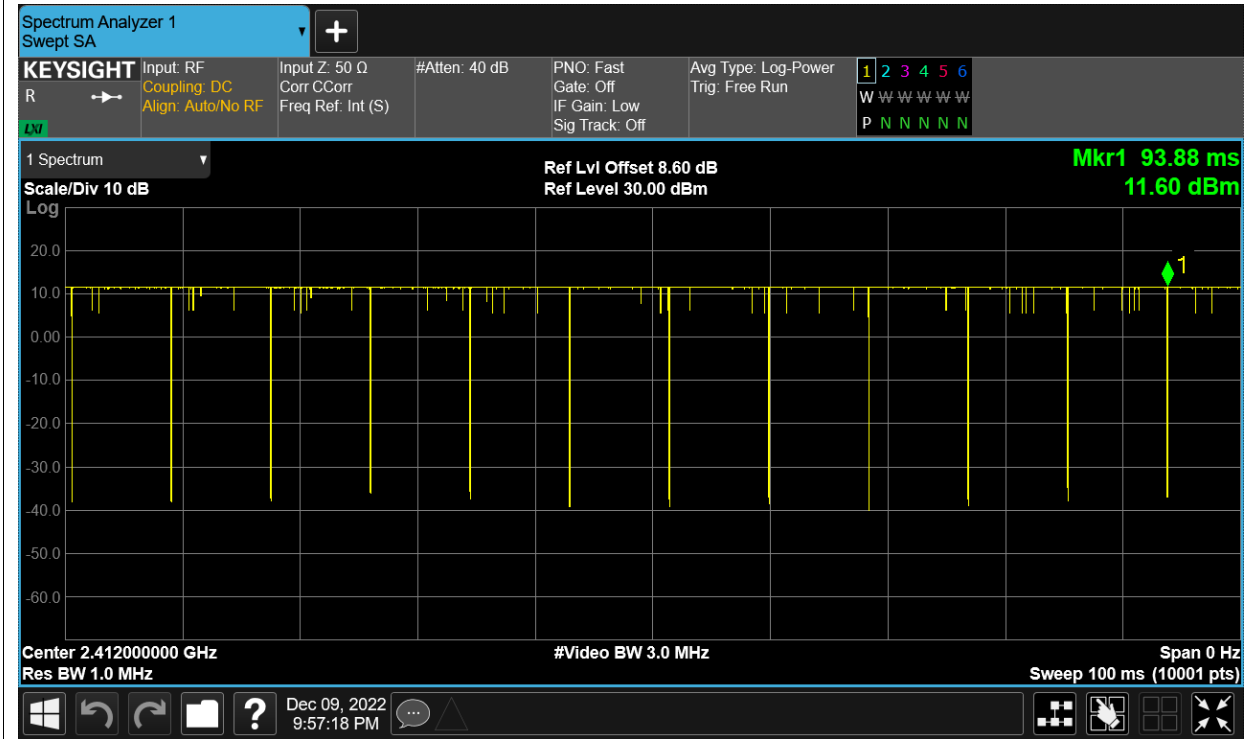 Spectrum Analyzer 1
Swept SA
KEYSIGHT
R
LXI
Input: RF
Coupling: DC
Align: Auto/No RF
Input Z: 50 Ω
Corr CCorr
Freq Ref: Int (S)
#Atten: 40 dB
PNO: Fast
Gate: Off
IF Gain: Low
Sig Track: Off
Avg Type: Log-Power
Trig: Free Run
1 2 3 4 5 6
W W W W W W
P N N N N N
1 Spectrum
Scale/Div 10 dB
Log
Ref Lvl Offset 8.60 dB
Ref Level 30.00 dBm
Mkr1 93.88 ms
11.60 dBm
1
20.0
10.0
0.00
-10.0
-20.0
-30.0
-40.0
-50.0
-60.0
Center 2.412000000 GHz
Res BW 1.0 MHz
#Video BW 3.0 MHz
Span 0 Hz
Sweep 100 ms (10001 pts)
?
Dec 09, 2022
9:57:18 PM